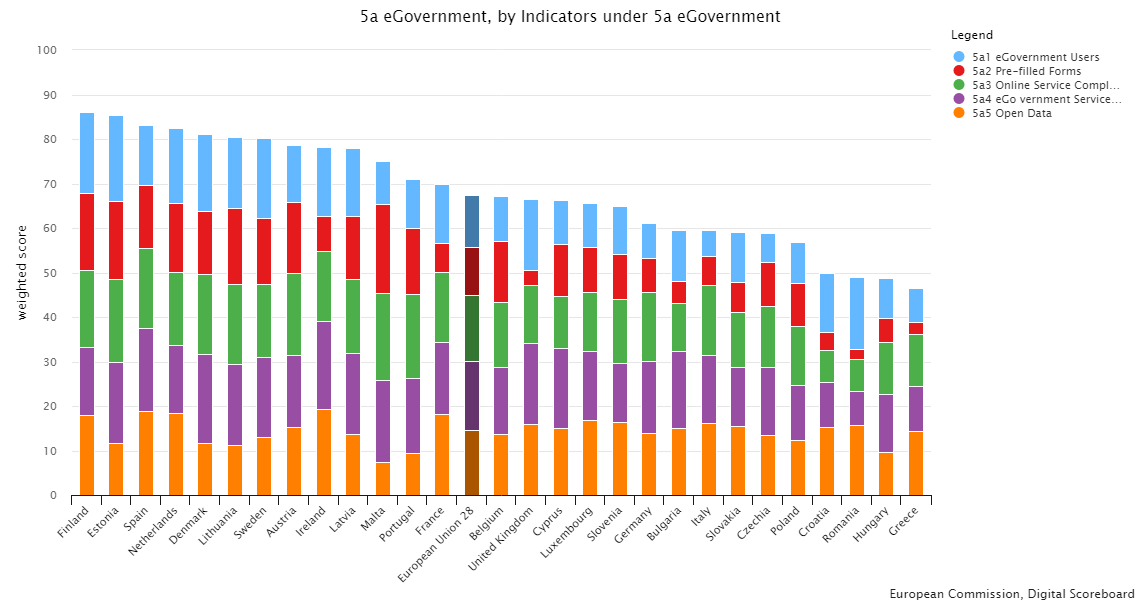 5a eGovernment, by Indicators under 5a eGovernment
Legend
5a1 eGovernment Users
5a2 Pre-filled Forms
5a3 Online Service Compl...
5a4 eGo vernment Service...
5a5 Open Data
weighted score
100
90
80
70
60
50
40
30
20
10
0
Finland
Estonia
Spain
Netherlands
Denmark
Lithuania
Sweden
Austria
Ireland
Latvia
Malta
Portugal
France
European Union 28
Belgium
United Kingdom
Cyprus
Luxembourg
Slovenia
Germany
Bulgaria
Italy
Slovakia
Czechia
Poland
Croatia
Romania
Hungary
Greece
European Commission, Digital Scoreboard